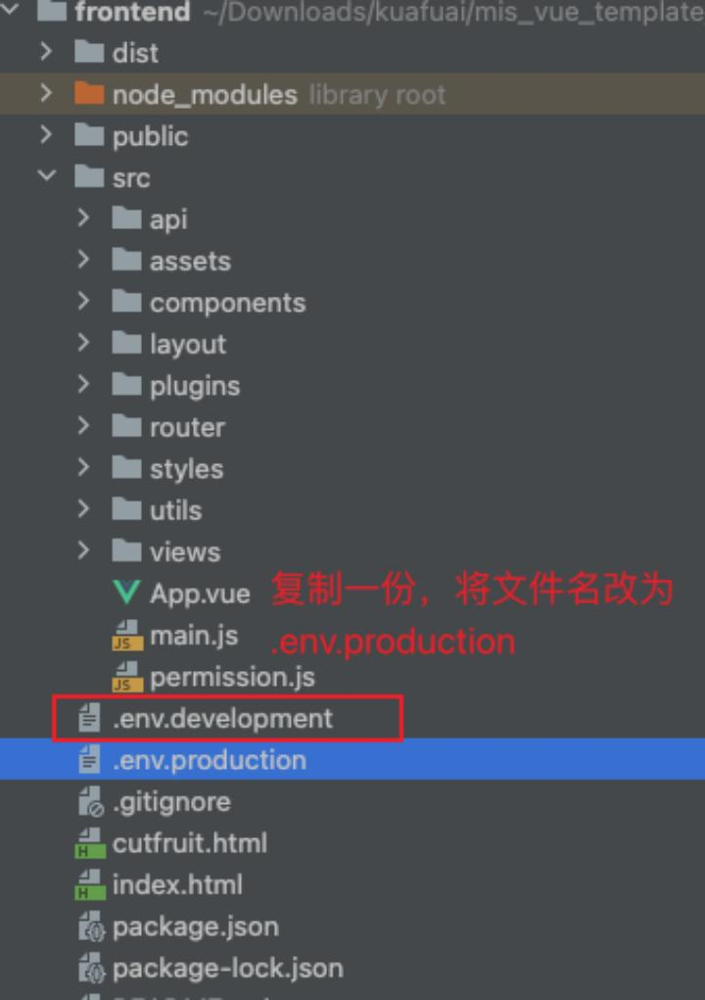 frontend ~/Downloads/kuafuai/mis_vue_template
dist
node_modules library root
public
src
api
assets
components
layout
plugins
router
styles
utils
views
App.vue 复制一份，将文件名改为
JS main.js .env.production
JS permission.js
.env.development
.env.production
.gitignore
H cutfruit.html
H index.html
package.json
package-lock.json